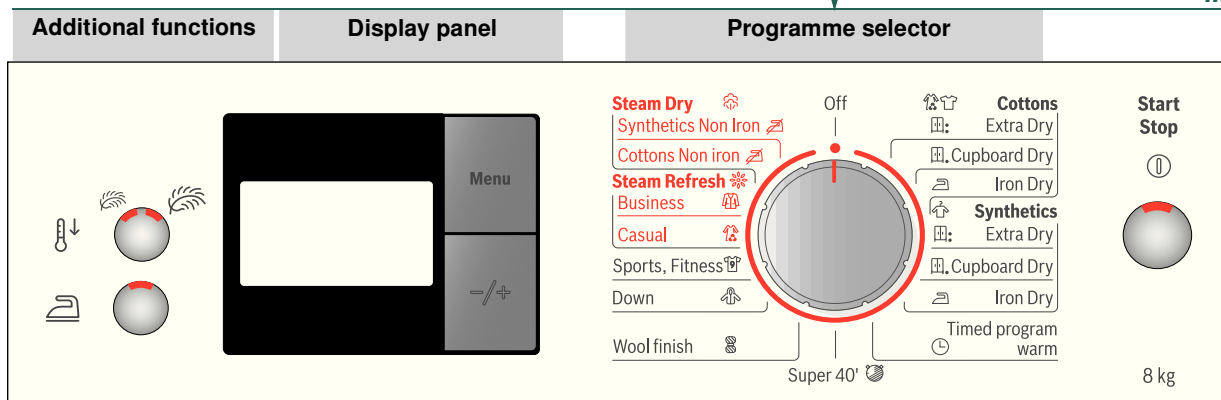 Additional functions
Display panel
Programme selector
Menu
−/+
Steam Dry
Synthetics Non Iron
Cottons Non iron
Steam Refresh
Business
Casual
Sports, Fitness
Down
Wool finish
Off
Super 40'
Cottons
Extra Dry
Cupboard Dry
Iron Dry
Synthetics
Extra Dry
Cupboard Dry
Iron Dry
Timed program
warm
Start
Stop
8 kg